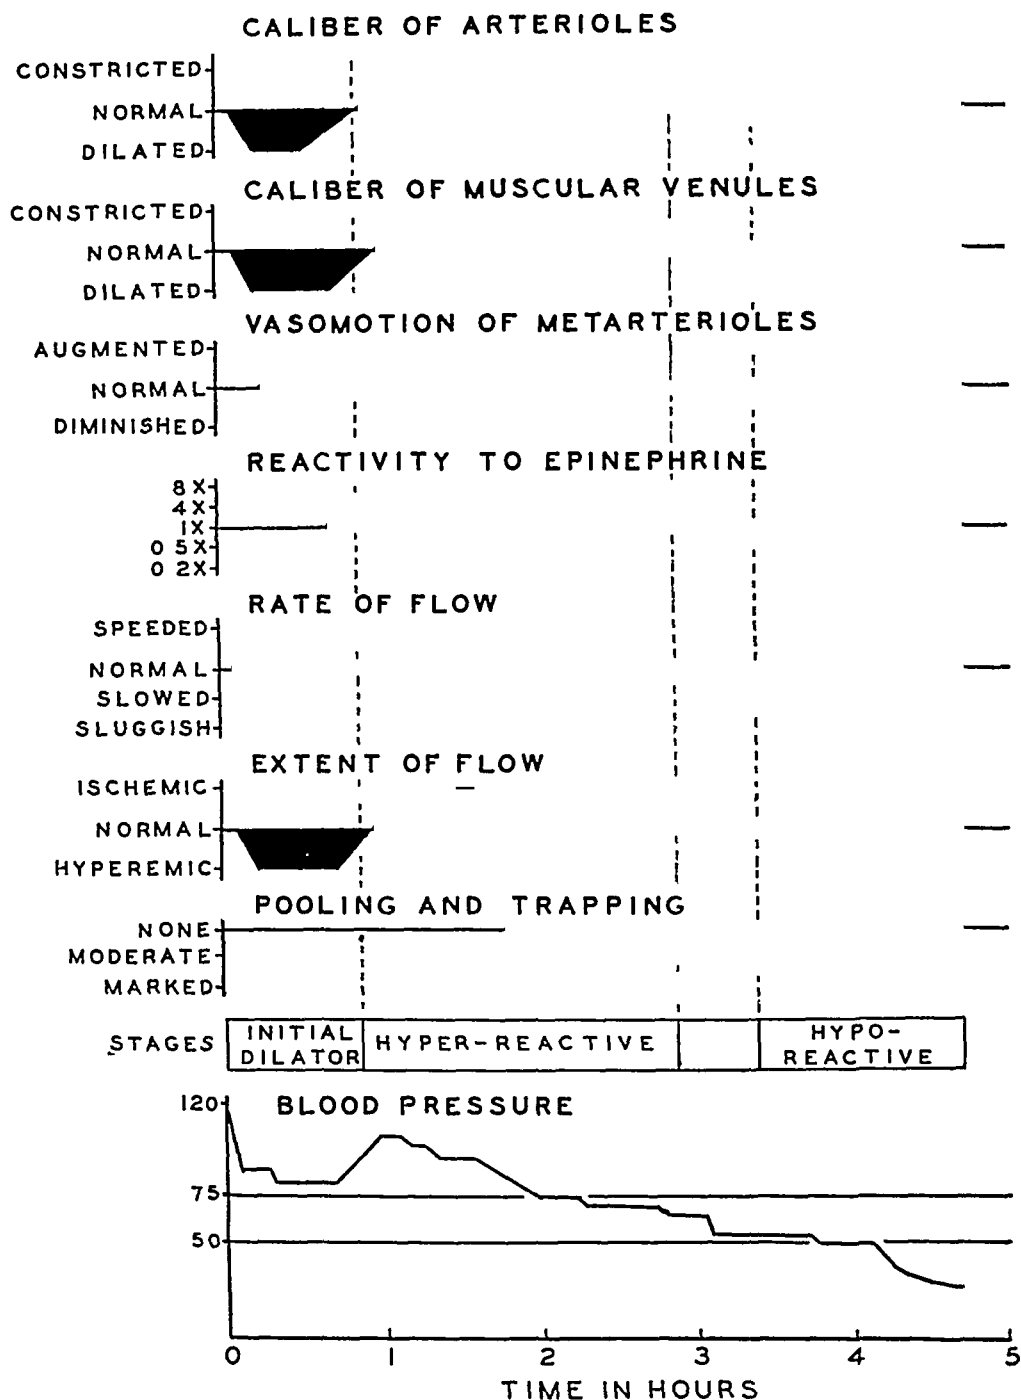 CALIBER OF ARTERIOLES
CONSTRICTED
NORMAL
DILATED
CALIBER OF MUSCULAR VENULES
CONSTRICTED
NORMAL
DILATED
VASOMOTION OF METARTERIOLES
AUGMENTED
NORMAL
DIMINISHED
REACTIVITY TO EPINEPHRINE
8X
4X
1X
0 5X
0 2X
RATE OF FLOW
SPEEDED
NORMAL
SLOWED
SLUGGISH
EXTENT OF FLOW
ISCHEMIC
NORMAL
HYPEREMIC
POOLING AND TRAPPING
NONE
MODERATE
MARKED
STAGES
INITIAL
DILATOR
HYPER-REACTIVE
HYPO-
REACTIVE
BLOOD PRESSURE
120
75
50
0 1 2 3 4 5
TIME IN HOURS